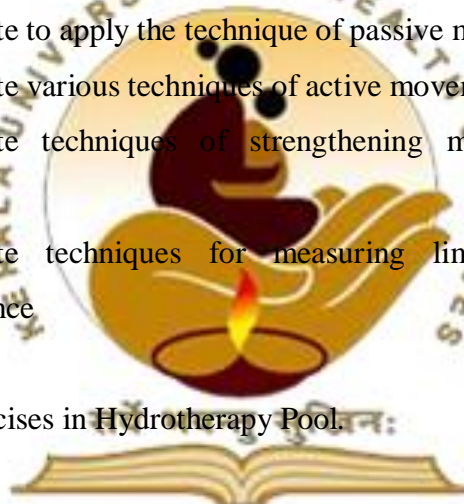 te to apply the technique of passive m
te various techniques of active mover
te techniques of strengthening m
te techniques for measuring lim
nce
cises in Hydrotherapy Pool.